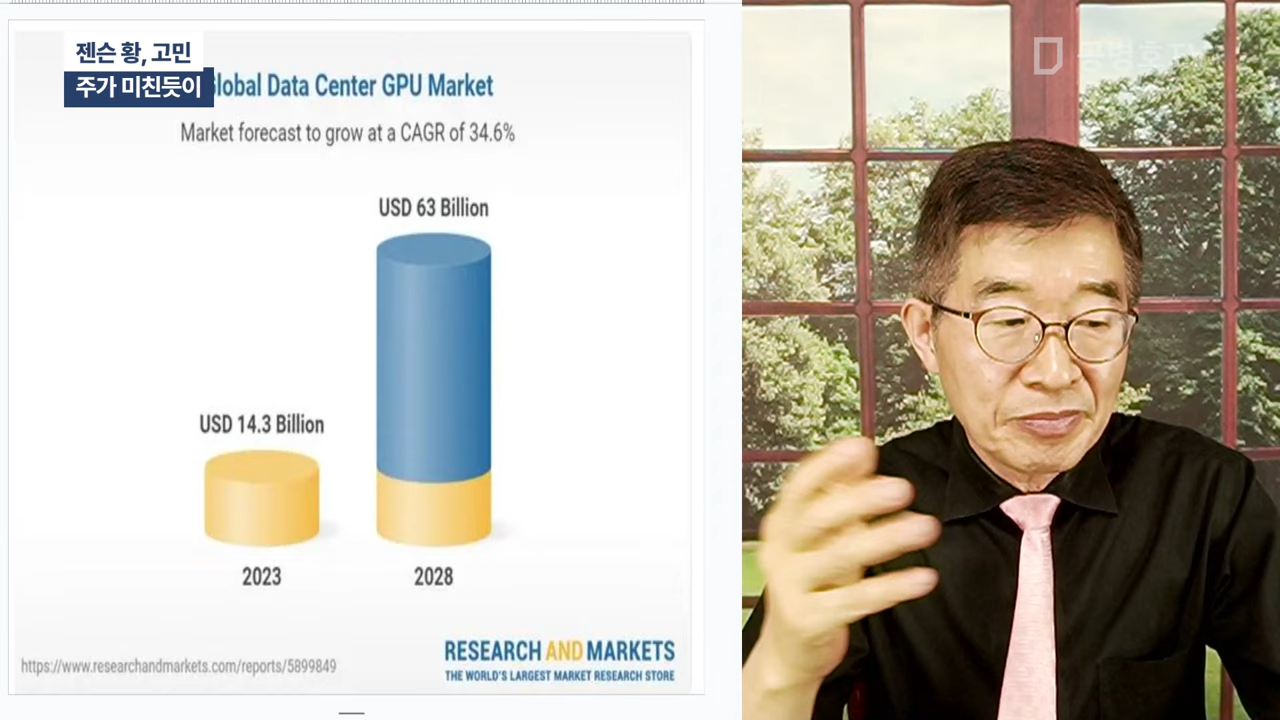 젠슨 황, 고민
주가 미친듯이
lobal Data Center GPU Market
Market forecast to grow at a CAGR of 34.6%
USD 63 Billion
USD 14.3 Billion
2023
2028
RESEARCH AND MARKETS
THE WORLD'S LARGEST MARKET RESEARCH STORE
https://www.researchandmarkets.com/reports/5899849